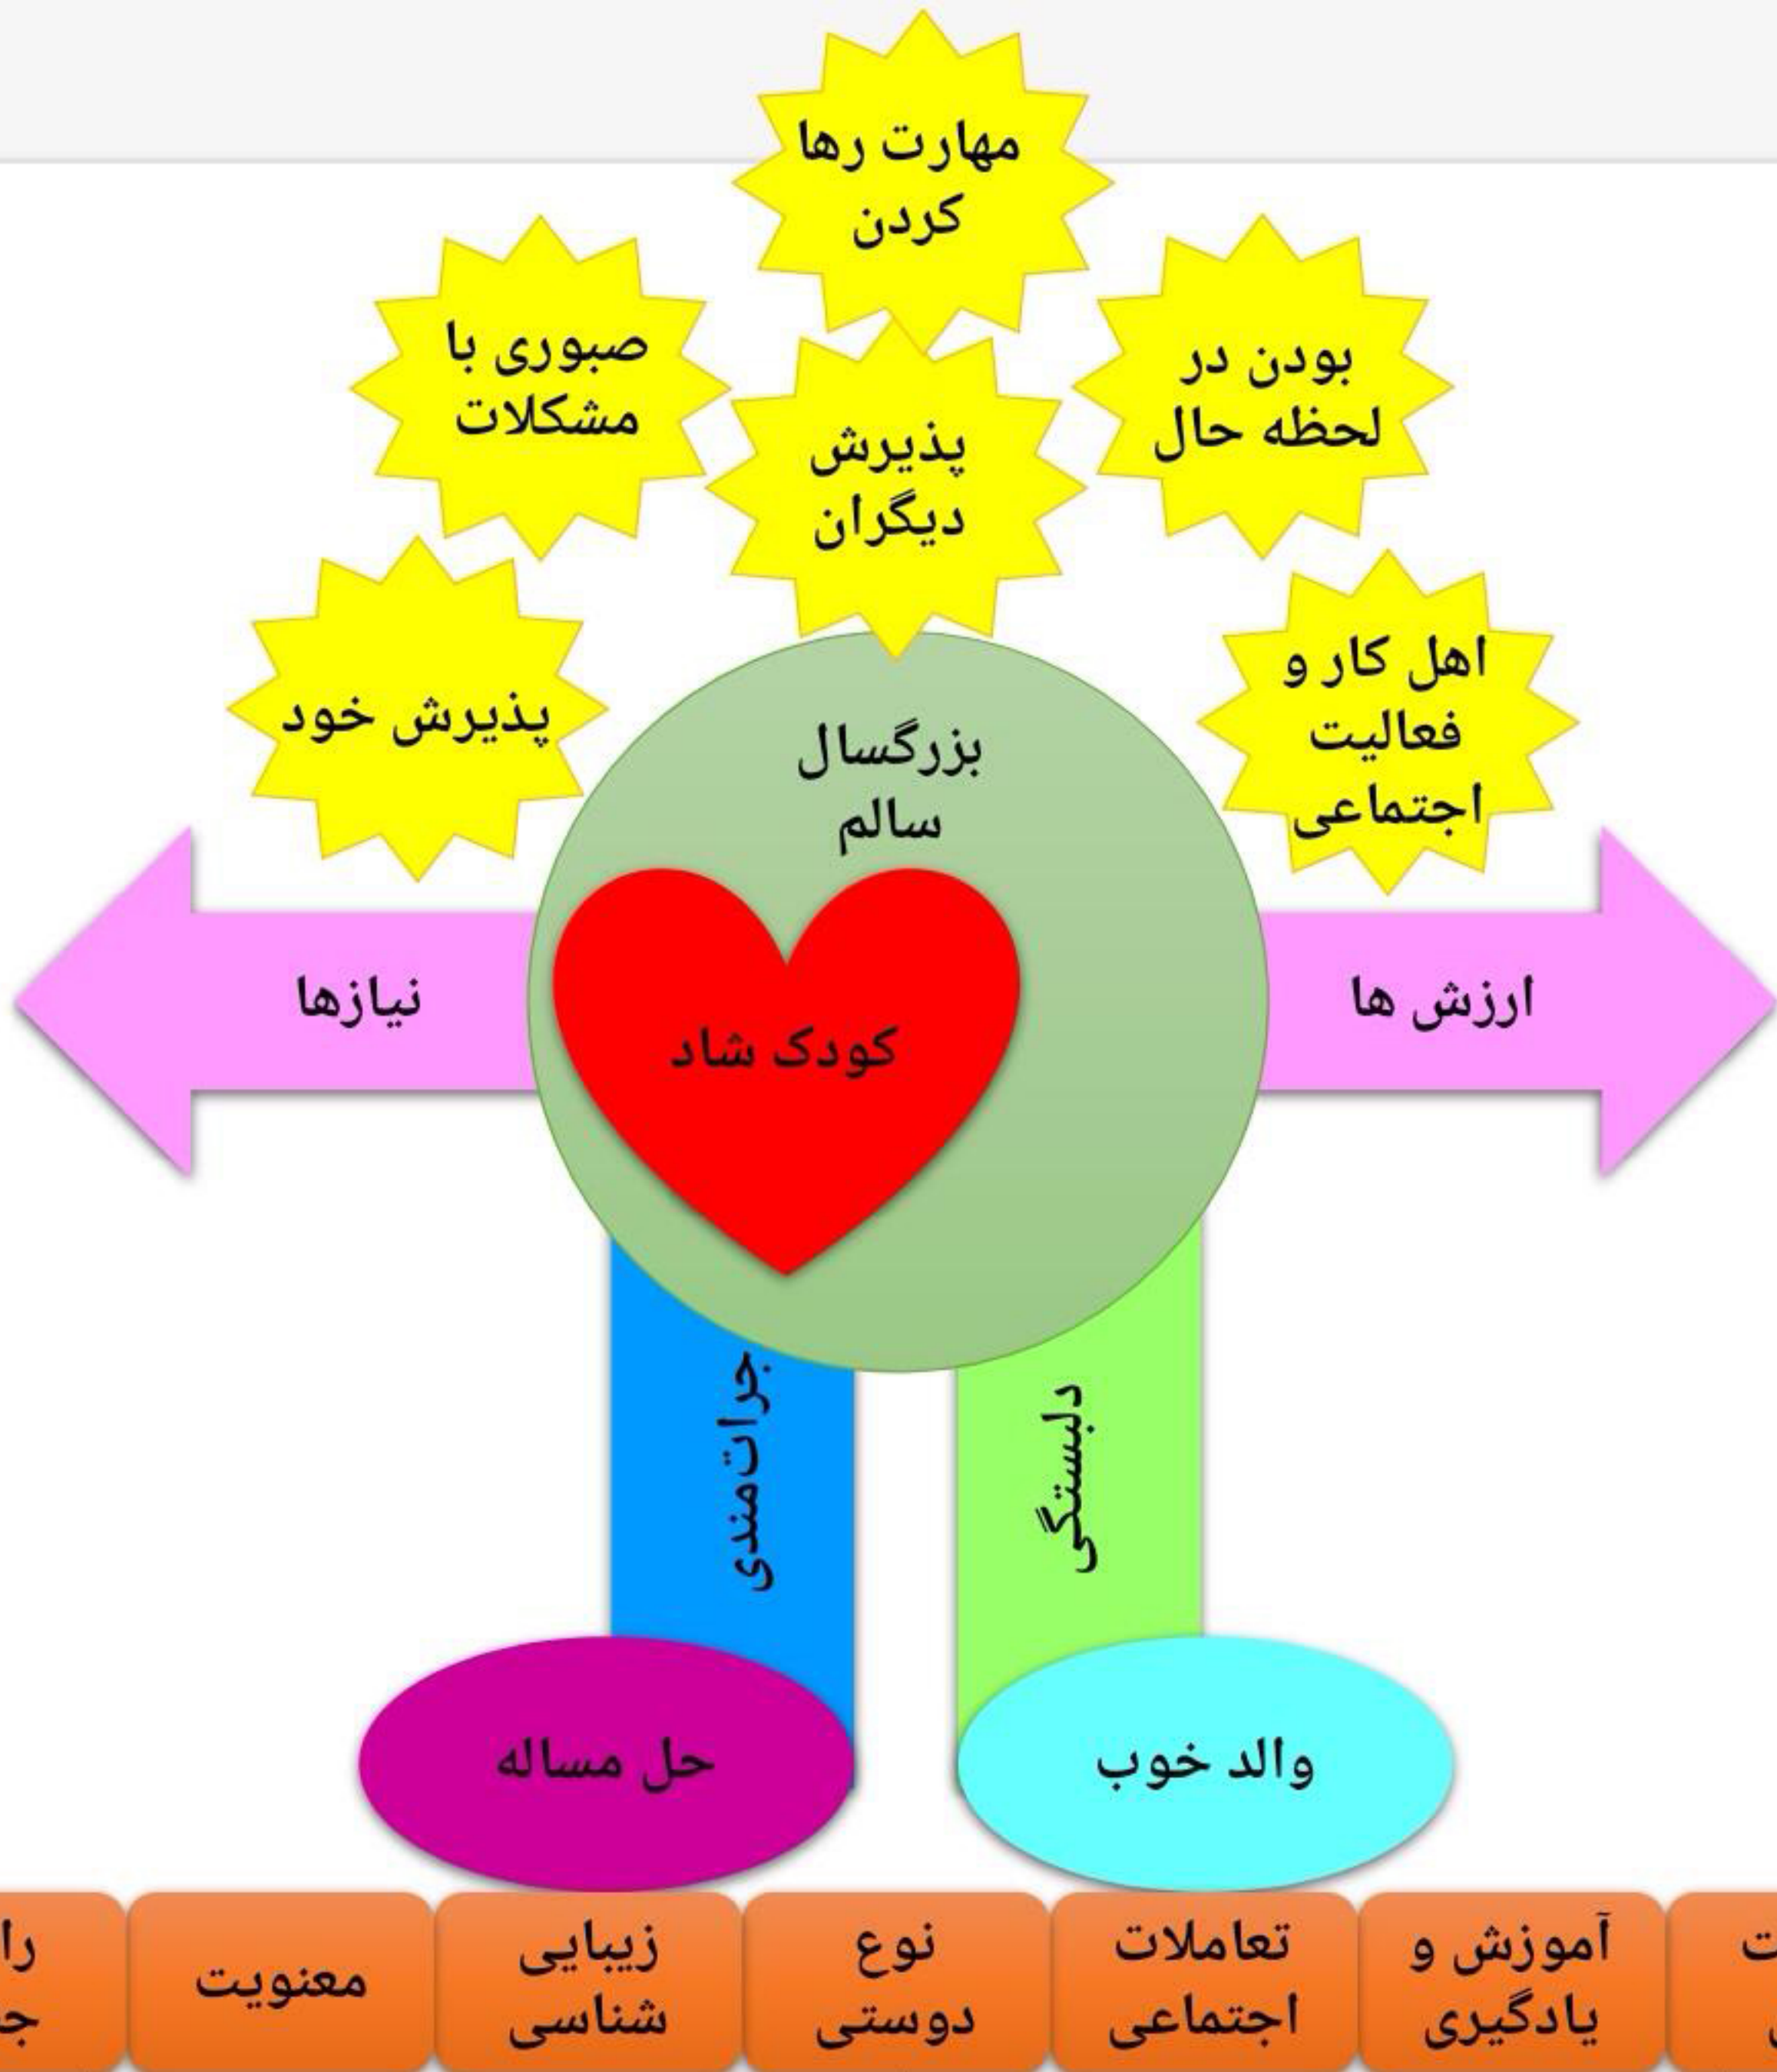 مهارت رها
کردن
صبوری با
مشکلات
بودن در
لحظه حال
پذیرش
دیگران
پذیرش خود
اهل کار و
فعالیت
اجتماعی
بزرگسال
سالم
کودک شاد
ارزش ها
نیازها
دلبستگی
جراتمندی
والد خوب
حل مساله
آموزش و
یادگیری
تعاملات
اجتماعی
نوع
دوستی
زیبایی
شناسی
معنویت